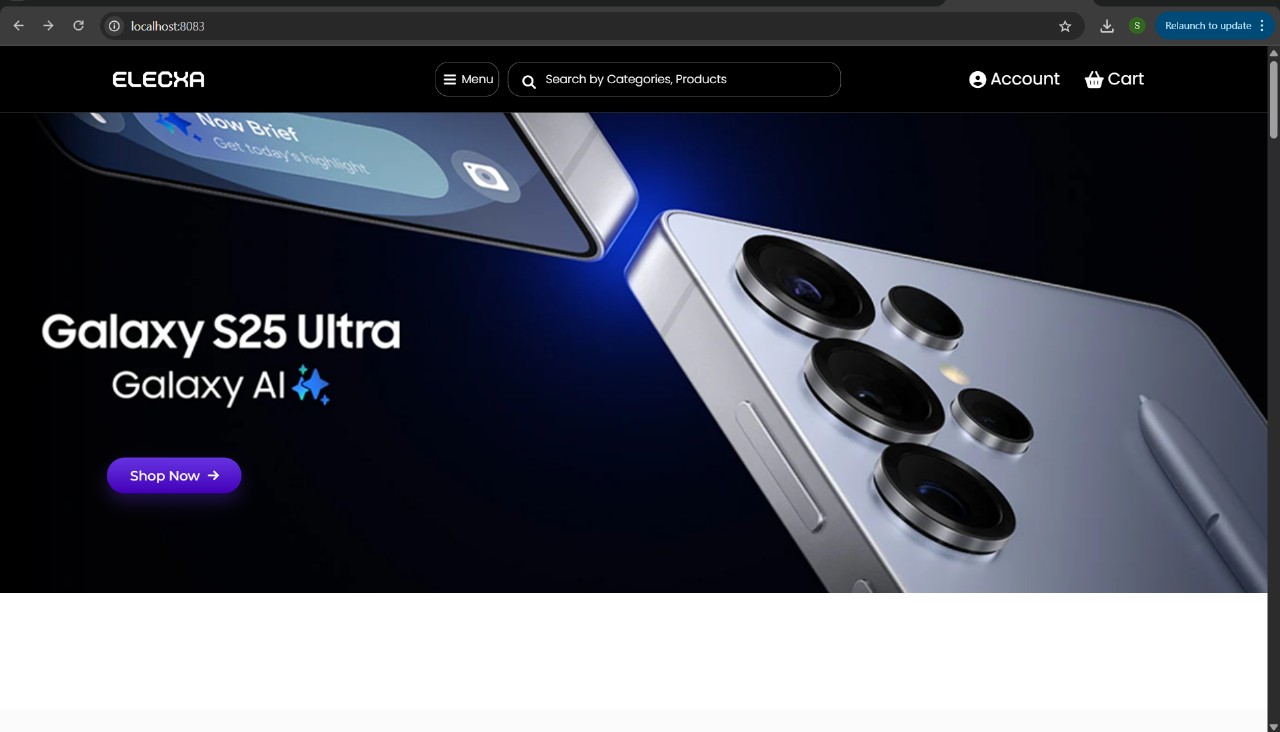 localhost:8083
S
Relaunch to update
ELECXA
Menu
Search by Categories, Products
Account
Cart
Now Brief
Get today's highlight
Galaxy S25 Ultra
Galaxy AI
Shop Now →